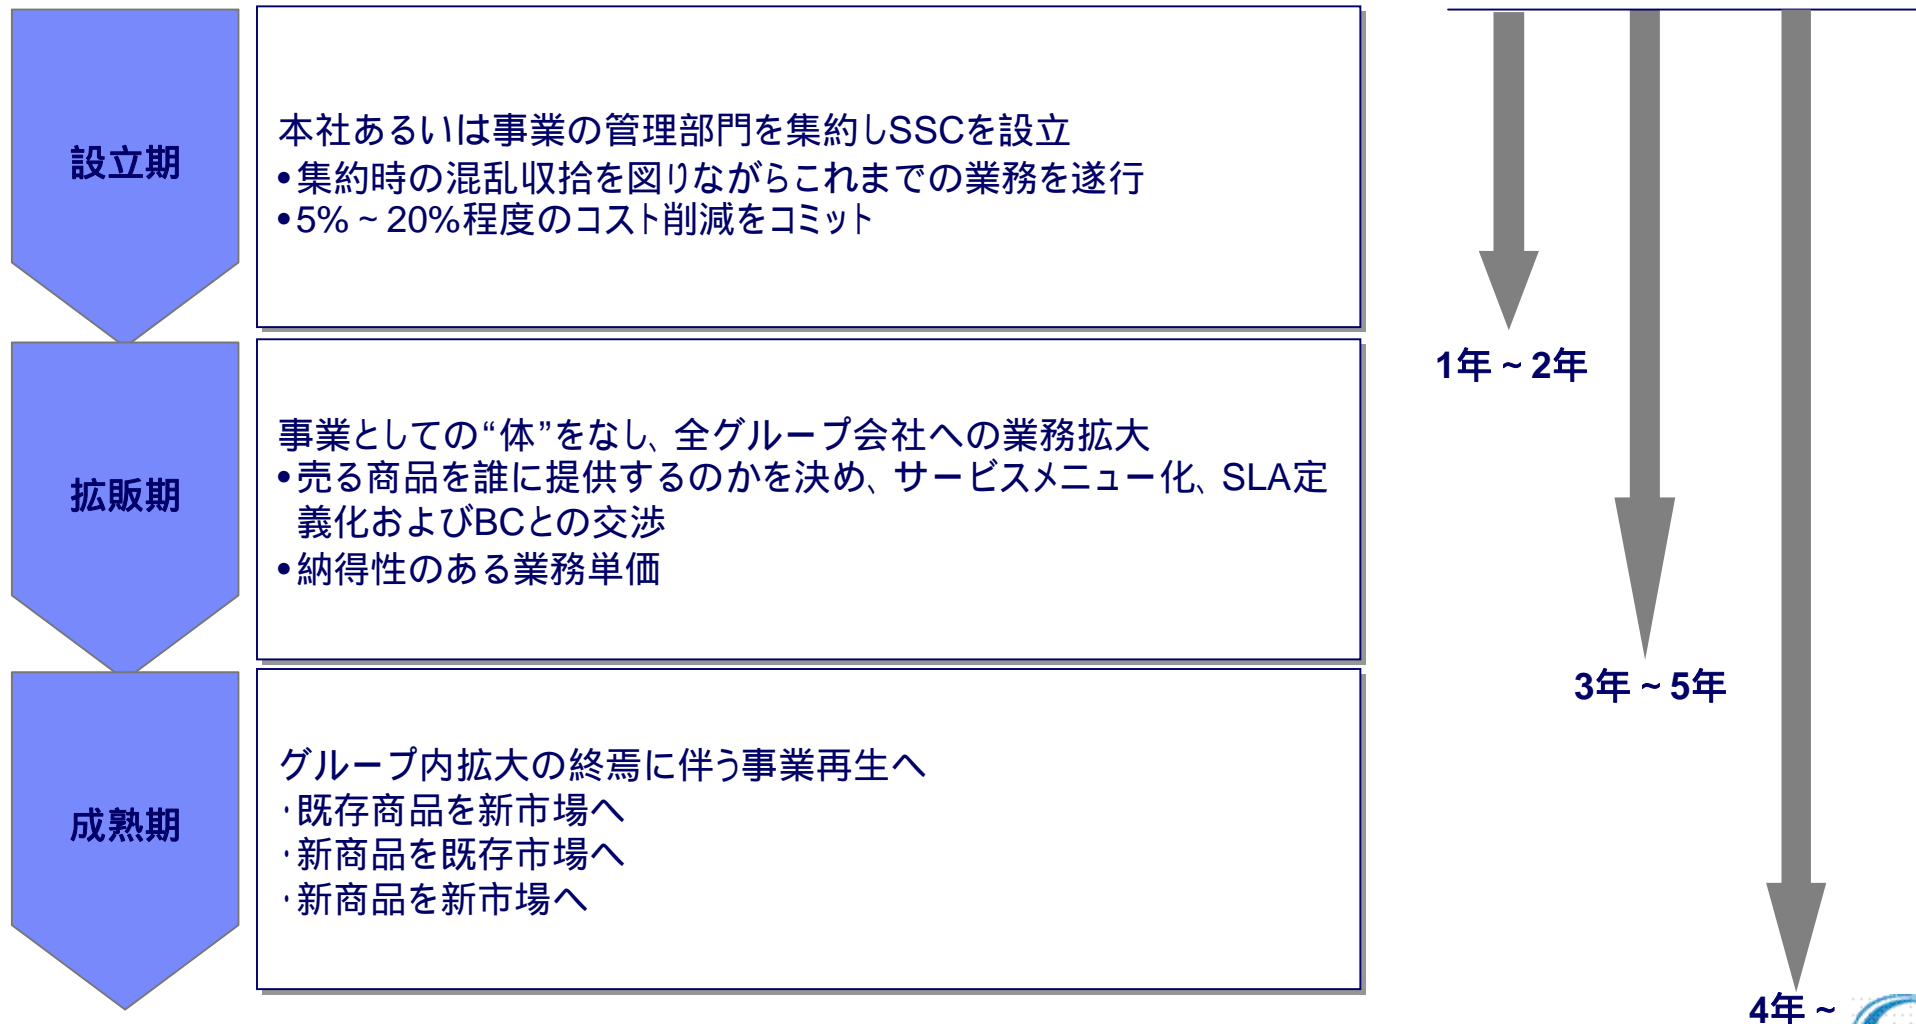 設立期
本社あるいは事業の管理部門を集約しSSCを設立
•集約時の混乱収拾を図りながらこれまでの業務を遂行
•5%~20%程度のコスト削減をコミット
1年~2年
拡販期
事業としての“体”をなし、全グループ会社への業務拡大
•売る商品を誰に提供するのかを決め、サービスメニュー化、SLA定
義化およびBCとの交渉
•納得性のある業務単価
3年~5年
成熟期
グループ内拡大の終焉に伴う事業再生へ
・既存商品を新市場へ
・新商品を既存市場へ
・新商品を新市場へ
4年~